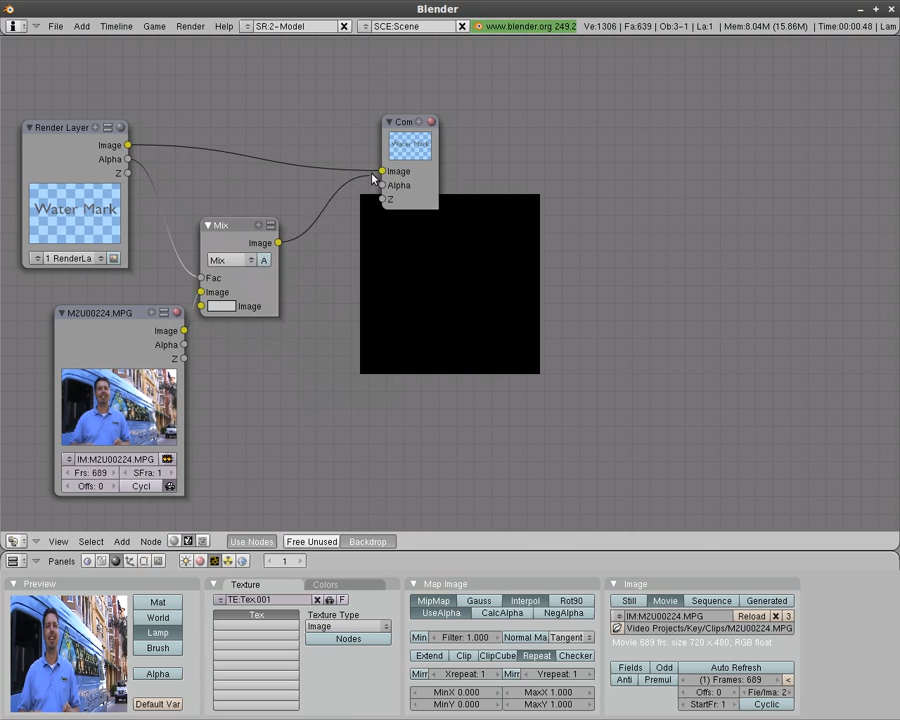 Blender
File Add Timeline Game Render Help SR:2-Model SCE:Scene www.blender.org 249.2 Ve:1306 | Fa:639 | Ob:3-1 | La:1 | Mem:8.04M (15.86M) | Time:00:00.48 | Lam
Com
Water Mark
Image
Alpha
Z
Render Layer
Image
Alpha
Z
Water Mark
1 RenderLa
Mix
Image
Mix A
Fac
Image
Image
M2U00224.MPG
Image
Alpha
Z
IM:M2U00224.MPG
Frs: 689 SFra: 1
Offs: 0 Cycl
View Select Add Node Use Nodes Free Unused Backdrop
Panels 1
Preview
Mat
World
Lamp
Brush
Alpha
Default Var
Texture Colors
TE:Tex.001 F
Tex
Texture Type
Image
Nodes
Map Image
MipMap Gauss Interpol Rot90
UseAlpha CalcAlpha NegAlpha
Min Filter: 1.000 Normal Ma Tangent
Extend Clip ClipCube Repeat Checker
Mirr Xrepeat: 1 Mirr Yrepeat: 1
MinX 0.000 MaxX 1.000
MinY 0.000 MaxY 1.000
Image
Still Movie Sequence Generated
IM:M2U00224.MPG Reload 3
Video Projects/Key/Clips/M2U00224.MPG
Movie 689 frs: size 720 x 480, RGB float
Fields Odd Auto Refresh
Anti Premul (1) Frames: 689 <
Offs: 0 Fie/Ima: 2
StartFr: 1 Cyclic